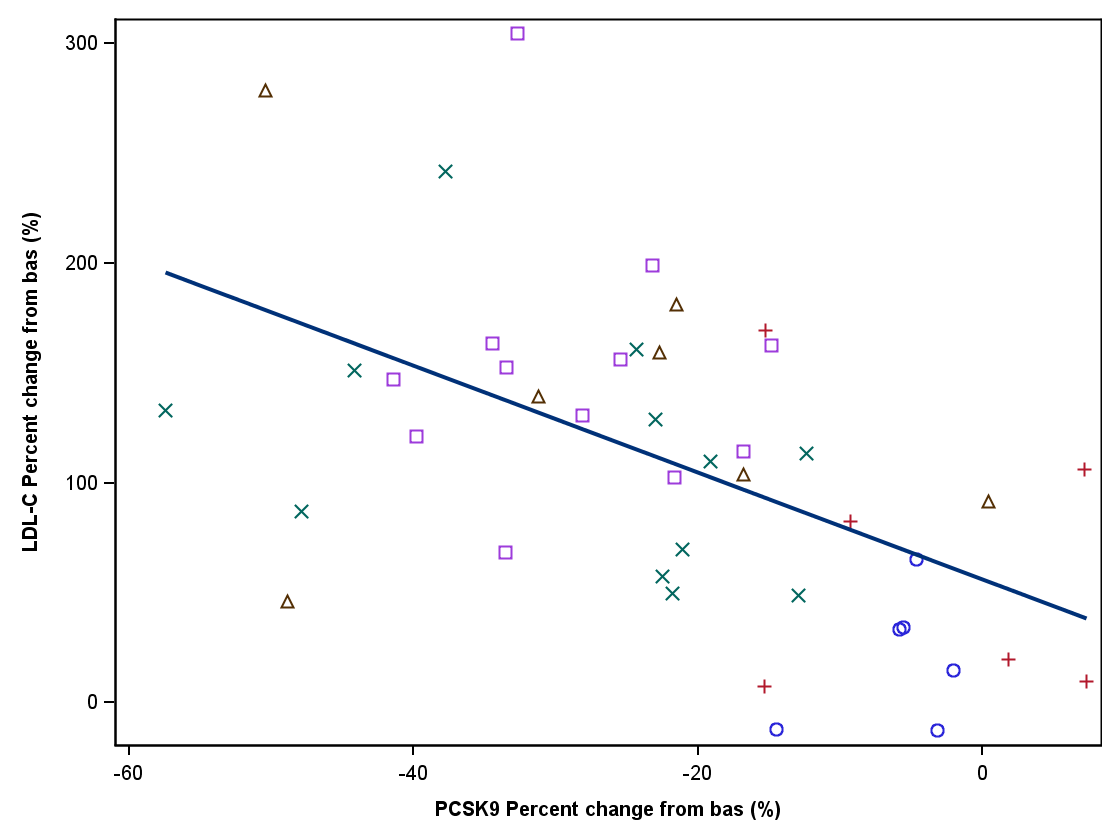 300
200
100
0
LDL-C Percent change from bas (%)
-60 -40 -20 0
PCSK9 Percent change from bas (%)